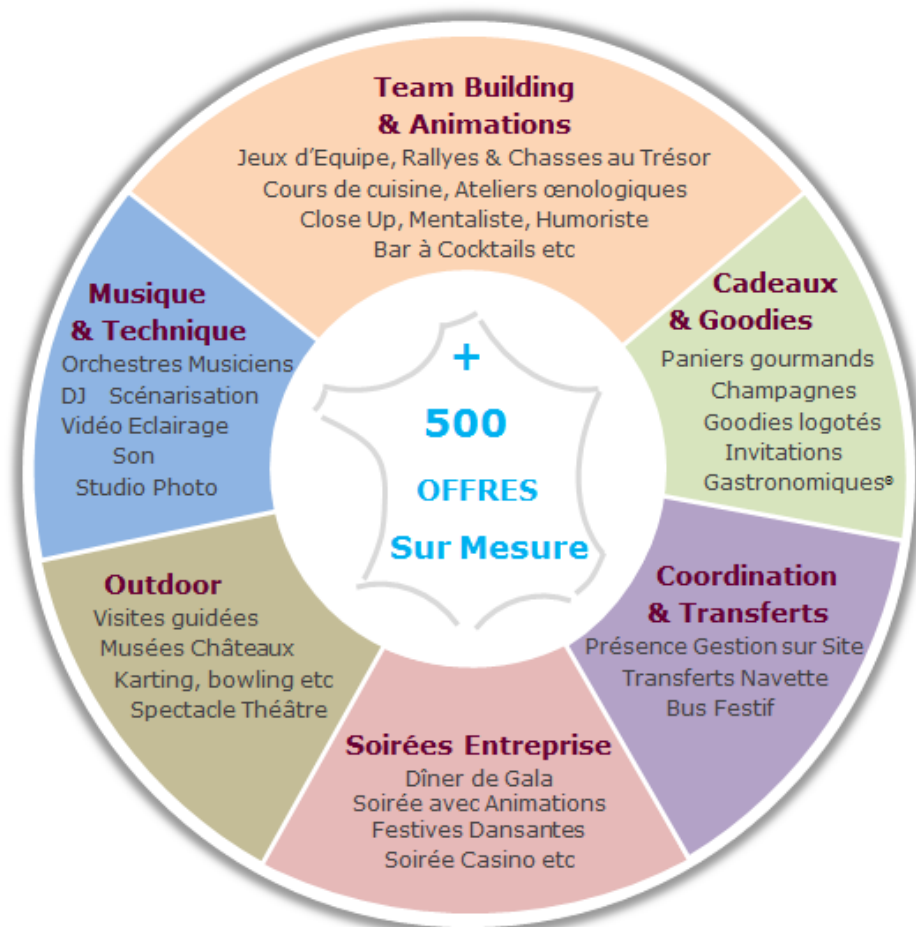 Team Building
& Animations
Jeux d'Equipe, Rallyes & Chasses au Trésor
Cours de cuisine, Ateliers œnologiques
Close Up, Mentaliste, Humoriste
Bar à Cocktails etc
Cadeaux
& Goodies
Paniers gourmands
Champagnes
Goodies logotés
Invitations
Gastronomiques®
Coordination
& Transferts
Présence Gestion sur Site
Transferts Navette
Bus Festif
Soirées Entreprise
Dîner de Gala
Soirée avec Animations
Festives Dansantes
Soirée Casino etc
Outdoor
Visites guidées
Musées Châteaux
Karting, bowling etc
Spectacle Théâtre
Musique
& Technique
Orchestres Musiciens
DJ Scénarisation
Vidéo Eclairage
Son
Studio Photo
+
500
OFFRES
Sur Mesure